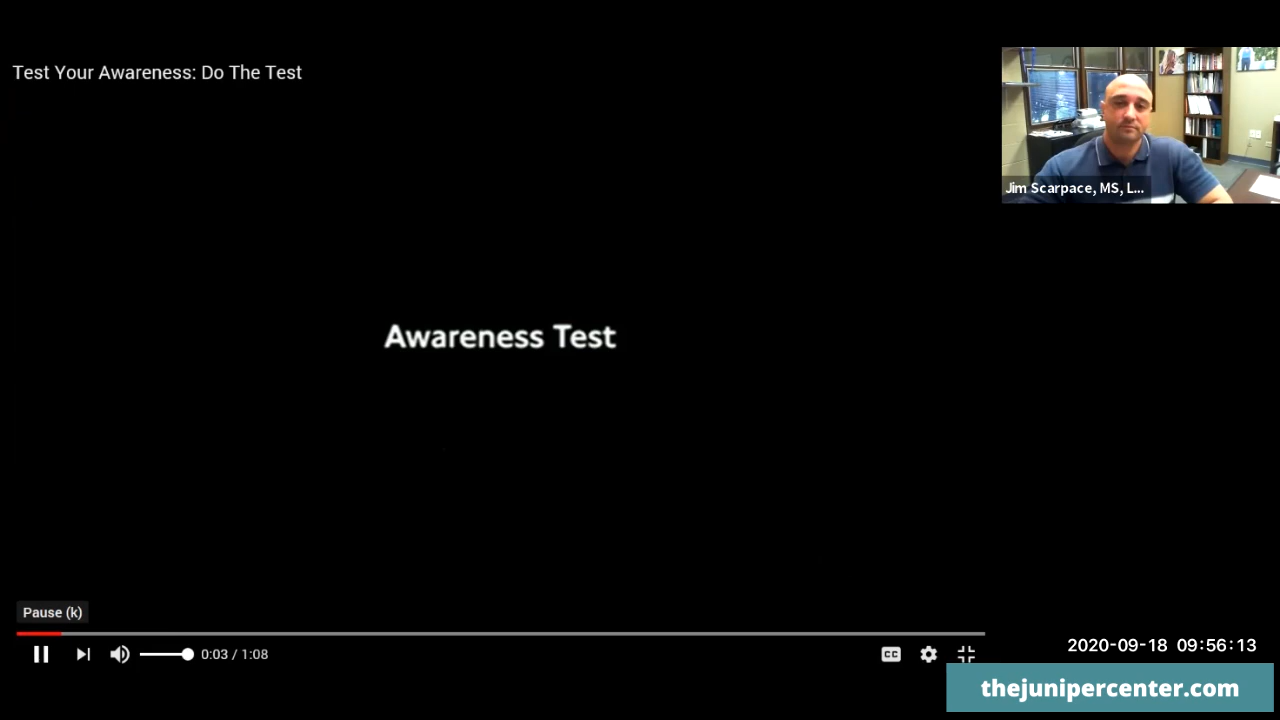 Test Your Awareness: Do The Test
Jim Scarpace, MS, L...
Awareness Test
Pause (k)
0:03 / 1:08
CC
2020-09-18 09:56:13
thejunipercenter.com